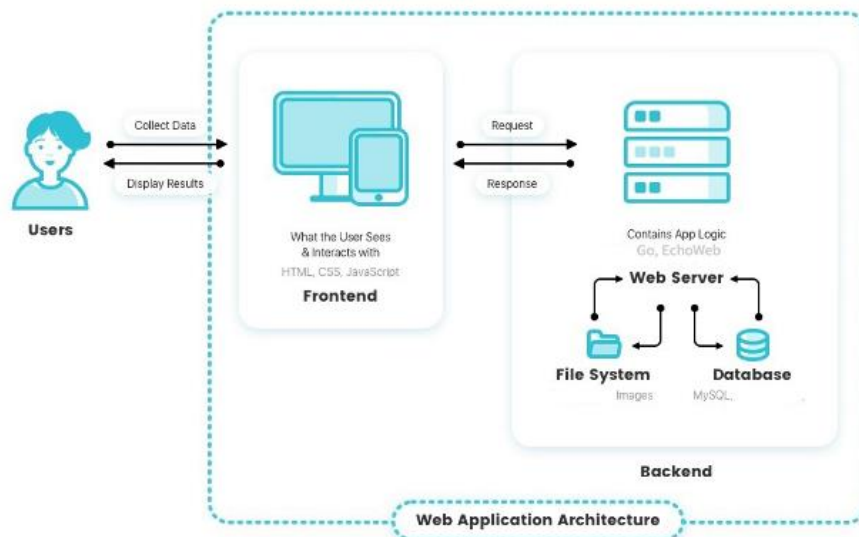 Collect Data
Display Results
Users
What the User Sees
& Interacts with
HTML, CSS, JavaScript
Frontend
Request
Response
Contains App Logic
Go, EchoWeb
Web Server
File System
Images
Database
MySQL,
Backend
Web Application Architecture